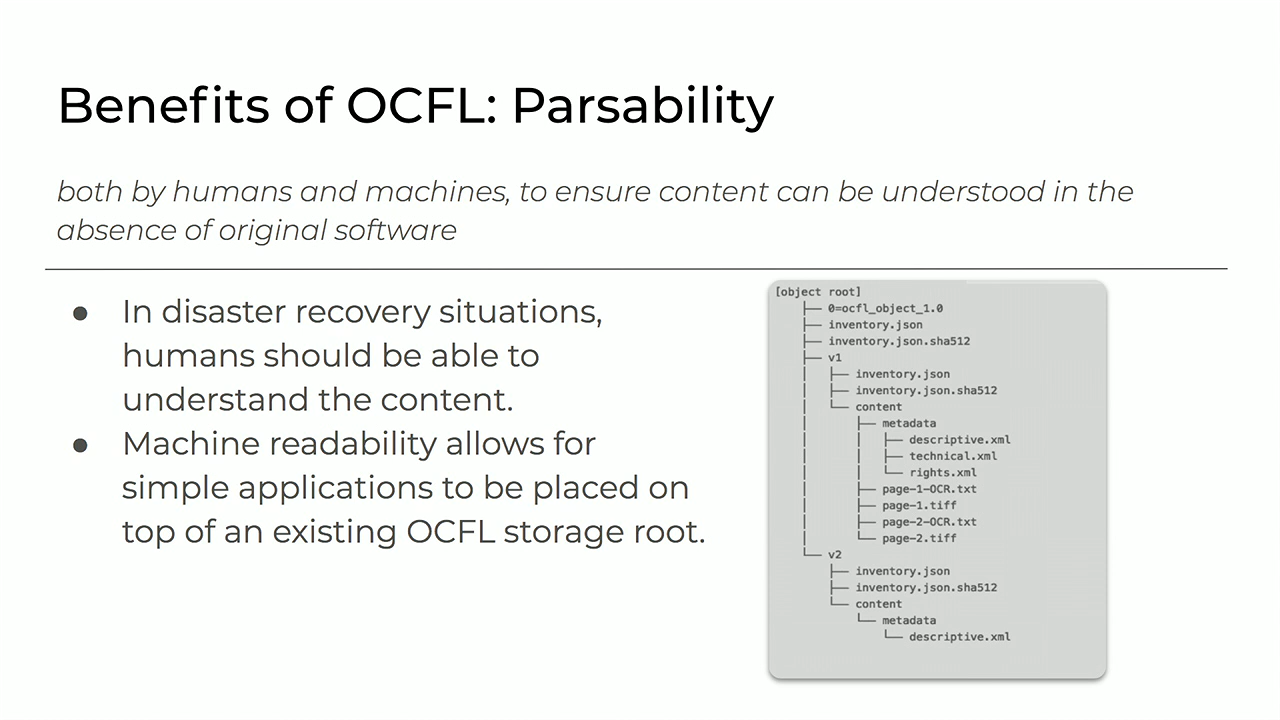 Benefits of OCFL: Parsability
both by humans and machines, to ensure content can be understood in the
absence of original software
● In disaster recovery situations,
humans should be able to
understand the content.
● Machine readability allows for
simple applications to be placed on
top of an existing OCFL storage root.
[object root]
├── 0=ocfl_object_1.0
├── inventory.json
├── inventory.json.sha512
├── v1
│   ├── inventory.json
│   ├── inventory.json.sha512
│   └── content
│       ├── metadata
│       │   ├── descriptive.xml
│       │   ├── technical.xml
│       │   └── rights.xml
│       ├── page-1-OCR.txt
│       ├── page-1.tiff
│       ├── page-2-OCR.txt
│       └── page-2.tiff
└── v2
    ├── inventory.json
    ├── inventory.json.sha512
    └── content
        └── metadata
            └── descriptive.xml